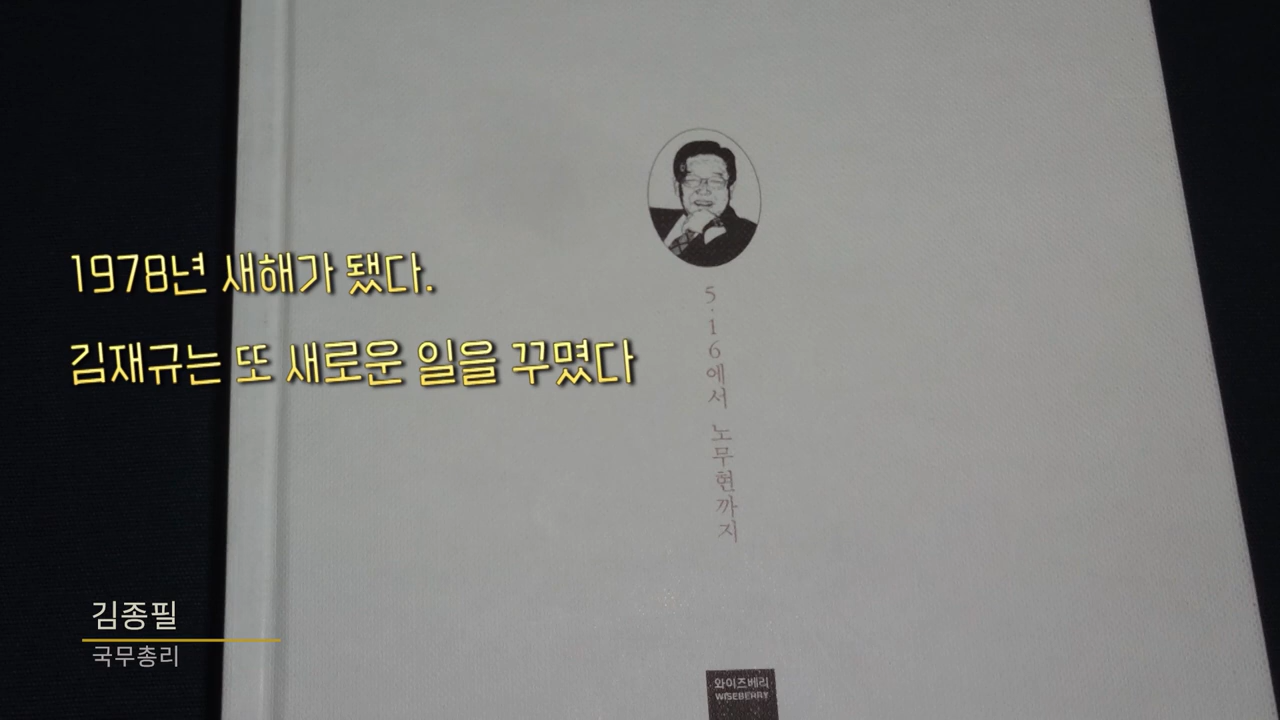 1978년 새해가 됐다.
김재규는 또 새로운 일을 꾸몄다
5·16에서 노무현까지
김종필
국무총리
와이즈베리
WISEBERRY